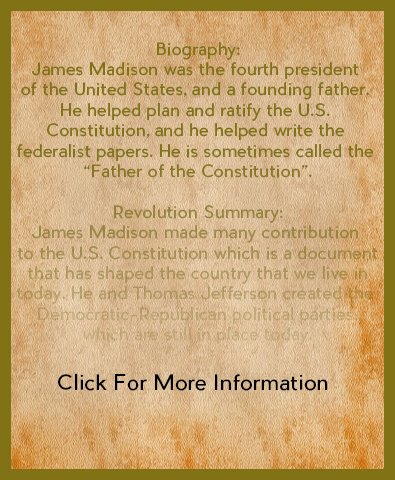 Biography:
James Madison was the fourth president
of the United States, and a founding father.
He helped plan and ratify the U.S.
Constitution, and he helped write the
federalist papers. He is sometimes called the
“Father of the Constitution”.
Revolution Summary:
James Madison made many contribution
to the U.S. Constitution which is a document
that has shaped the country that we live in
today. He and Thomas Jefferson created the
Democratic-Republican political parties
which are still in place today.
Click For More Information